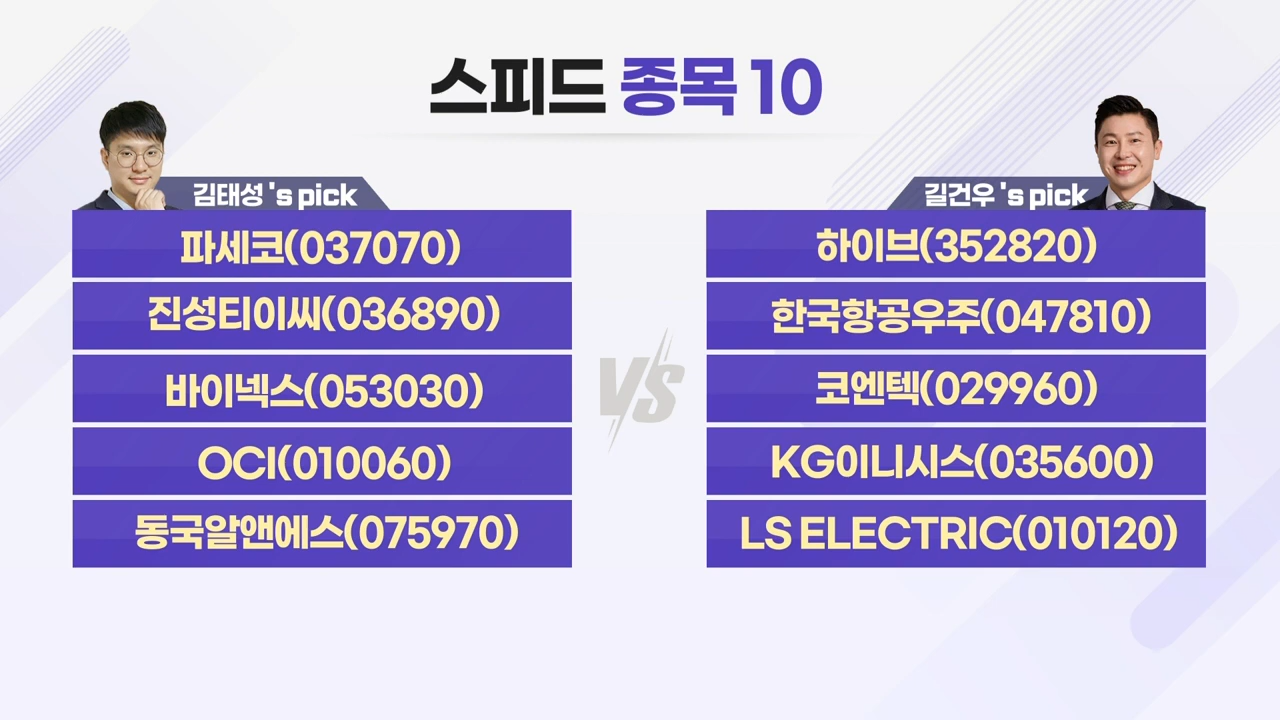 스피드 종목 10
김태성 's pick
파세코(037070)
진성티이씨(036890)
바이넥스(053030)
OCI(010060)
동국알앤에스(075970)
VS
길건우 's pick
하이브(352820)
한국항공우주(047810)
코엔텍(029960)
KG이니시스(035600)
LS ELECTRIC(010120)